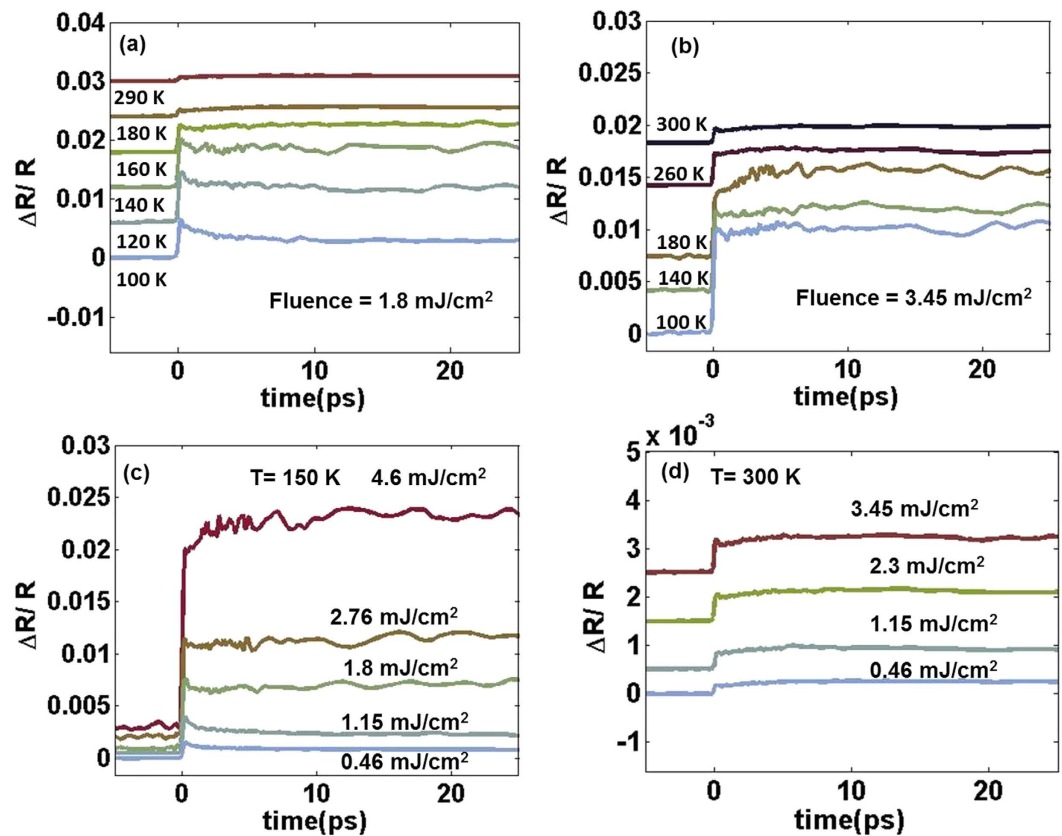 (a)
ΔR/ R
0.04
0.03
0.02
0.01
0
-0.01
290 K
180 K
160 K
140 K
120 K
100 K
Fluence = 1.8 mJ/cm²
0 10 20
time(ps)
(b)
ΔR/ R
0.03
0.025
0.02
0.015
0.01
0.005
0
300 K
260 K
180 K
140 K
100 K
Fluence = 3.45 mJ/cm²
0 10 20
time(ps)
(c)
T= 150 K 4.6 mJ/cm²
ΔR/ R
0.03
0.025
0.02
0.015
0.01
0.005
0
2.76 mJ/cm²
1.8 mJ/cm²
1.15 mJ/cm²
0.46 mJ/cm²
0 10 20
time(ps)
x 10⁻³
(d) T= 300 K
ΔR/ R
5
4
3
2
1
0
-1
3.45 mJ/cm²
2.3 mJ/cm²
1.15 mJ/cm²
0.46 mJ/cm²
0 10 20
time(ps)